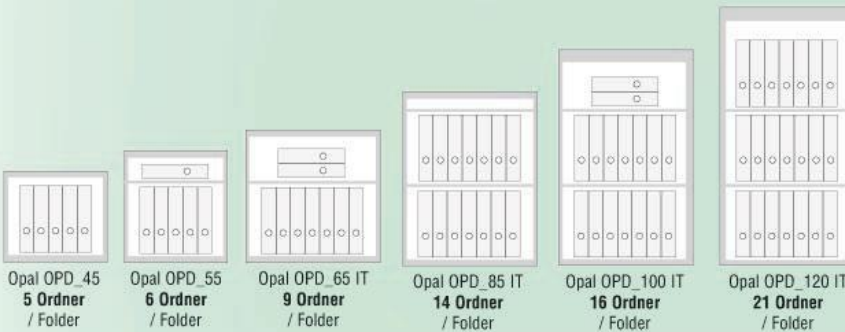 Opal OPD_45
5 Ordner
/ Folder
Opal OPD_55
6 Ordner
/ Folder
Opal OPD_65 IT
9 Ordner
/ Folder
Opal OPD_85 IT
14 Ordner
/ Folder
Opal OPD_100 IT
16 Ordner
/ Folder
Opal OPD_120 IT
21 Ordner
/ Folder